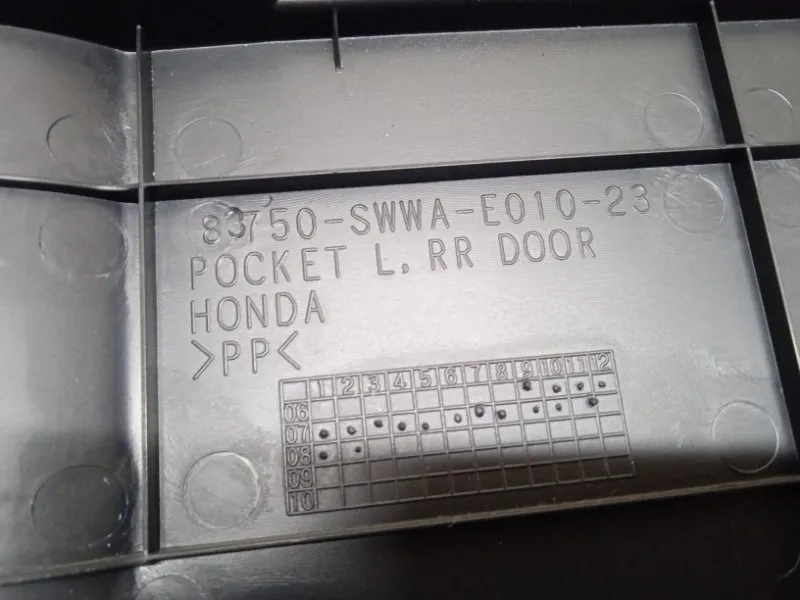 83750-SWWA-E010-23
POCKET L, RR DOOR
HONDA
>PP<
1 2 3 4 5 6 7 8 9 10 11 12
06
07
08
09
10